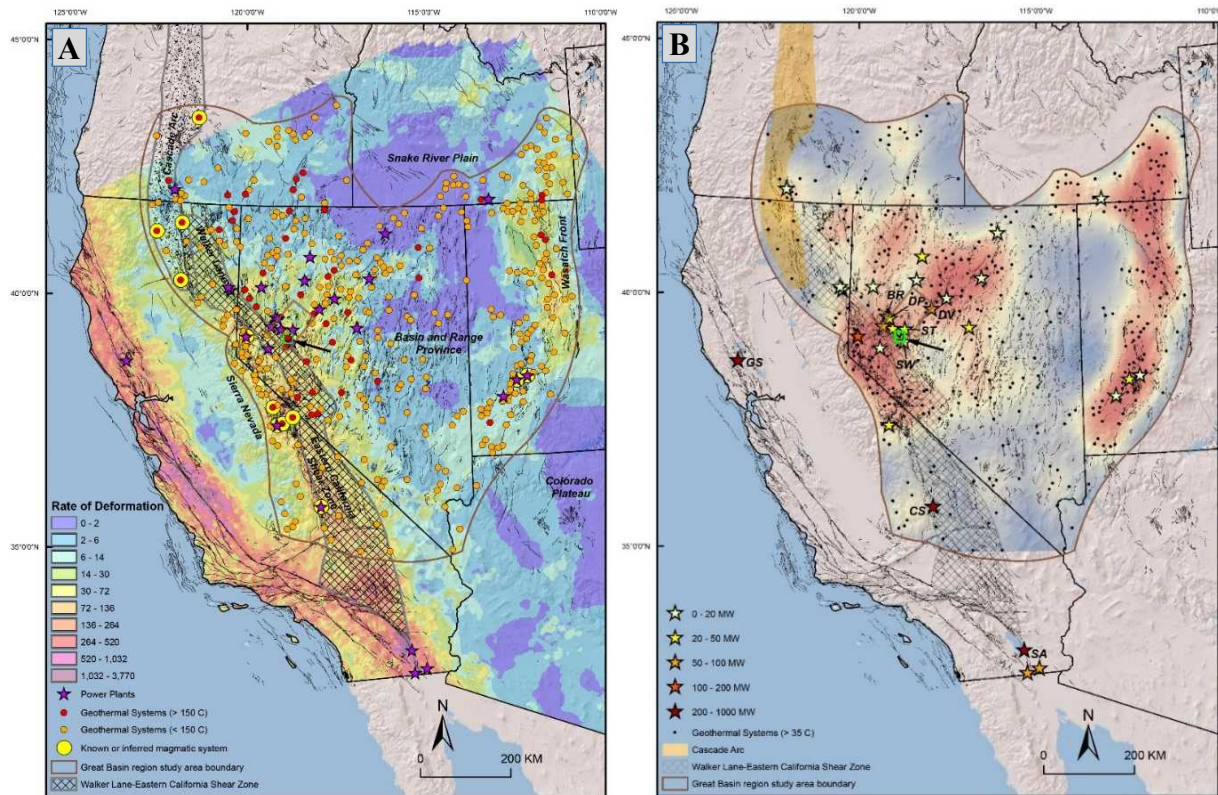 A
125°0'0"W
120°0'0"W
115°0'0"W
110°0'0"W
45°0'0"N
40°0'0"N
35°0'0"N
Cascade Arc
Snake River Plain
Walker Lane
Wasatch Front
Basin and Range
Province
Sierra Nevada
Eastern California
Shear Zone
Colorado
Plateau
Rate of Deformation
0 - 2
2 - 6
6 - 14
14 - 30
30 - 72
72 - 136
136 - 264
264 - 520
520 - 1,032
1,032 - 3,770
Power Plants
Geothermal Systems (> 150 C)
Geothermal Systems (< 150 C)
Known or inferred magmatic system
Great Basin region study area boundary
Walker Lane-Eastern California Shear Zone
N
0 200 KM
B
125°0'0"W
120°0'0"W
115°0'0"W
110°0'0"W
45°0'0"N
40°0'0"N
35°0'0"N
BR
DP
DV
ST
SW
GS
CS
SA
0 - 20 MW
20 - 50 MW
50 - 100 MW
100 - 200 MW
200 - 1000 MW
Geothermal Systems (> 35 C)
Cascade Arc
Walker Lane-Eastern California Shear Zone
Great Basin region study area boundary
N
0 200 KM